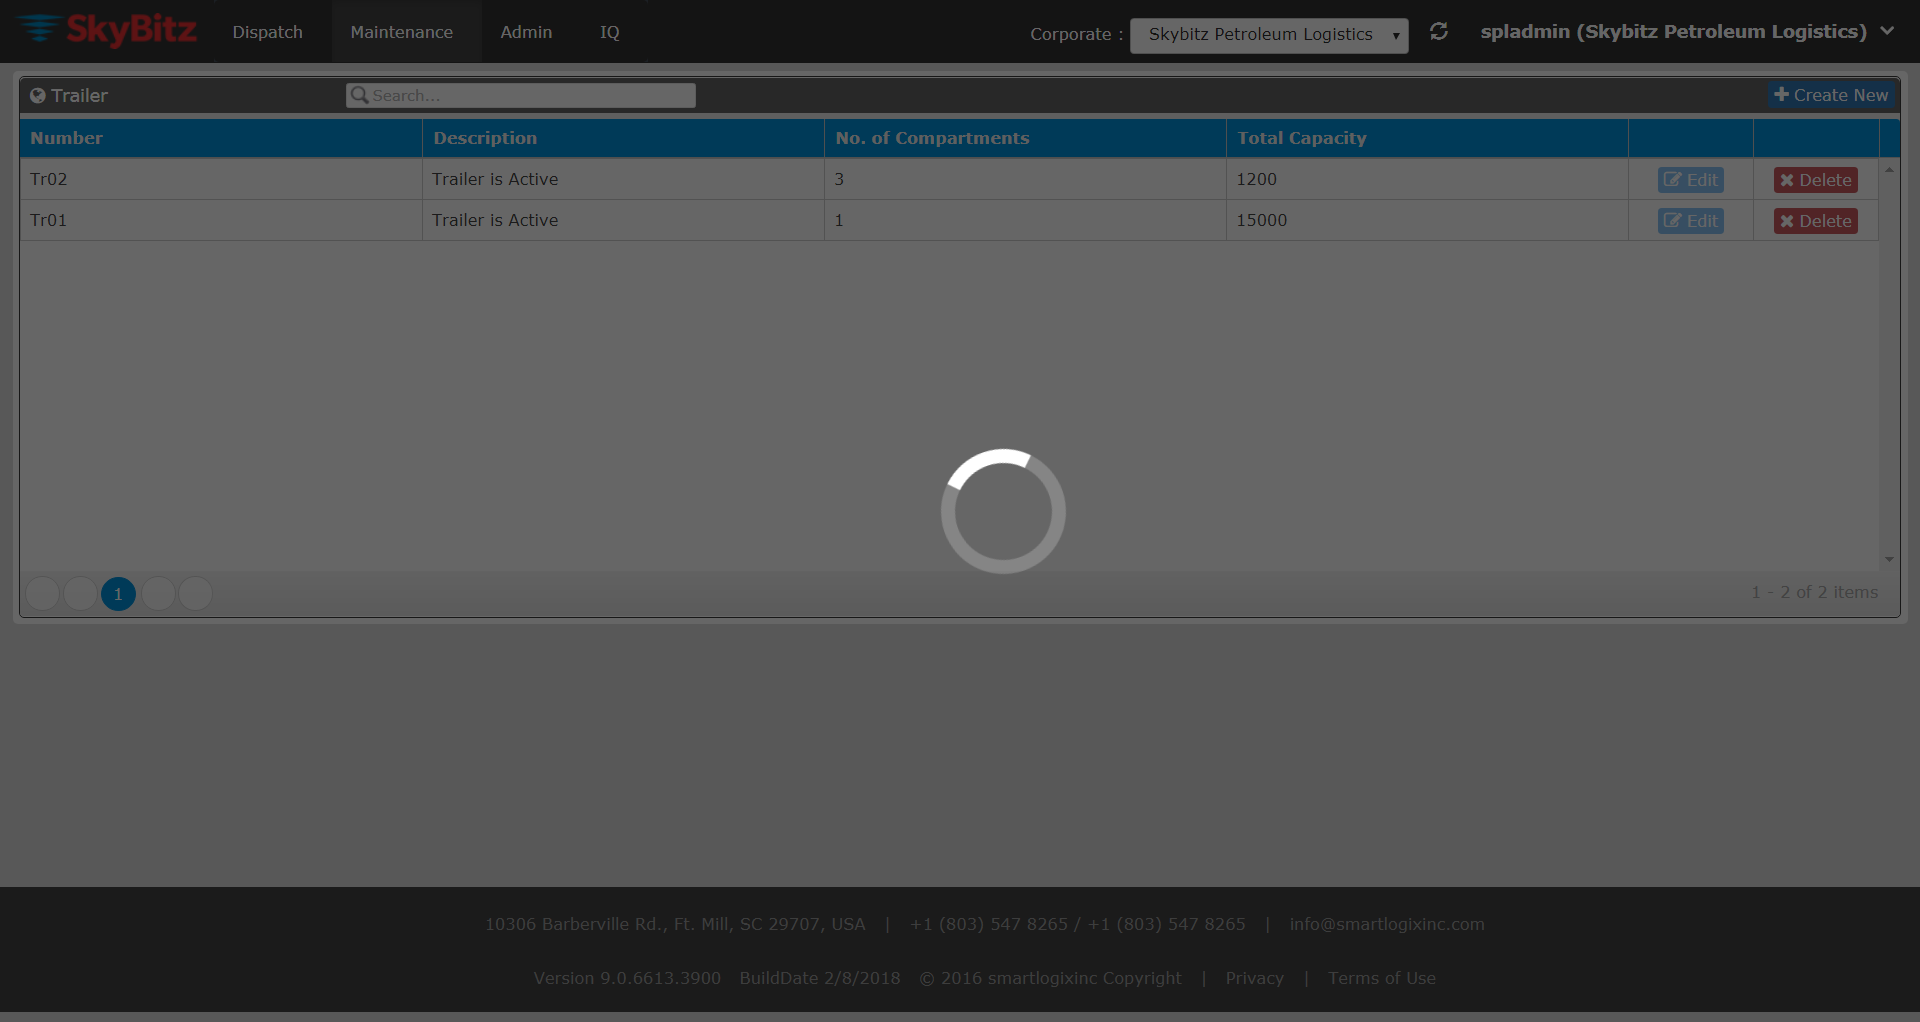 SkyBitz Dispatch Maintenance Admin IQ Corporate : Skybitz Petroleum Logistics spladmin (Skybitz Petroleum Logistics)
Trailer Search... Create New
Number Description No. of Compartments Total Capacity
Tr02 Trailer is Active 3 1200 Edit Delete
Tr01 Trailer is Active 1 15000 Edit Delete
1 1 - 2 of 2 items
10306 Barberville Rd., Ft. Mill, SC 29707, USA | +1 (803) 547 8265 / +1 (803) 547 8265 | info@smartlogixinc.com
Version 9.0.6613.3900 BuildDate 2/8/2018 © 2016 smartlogixinc Copyright | Privacy | Terms of Use